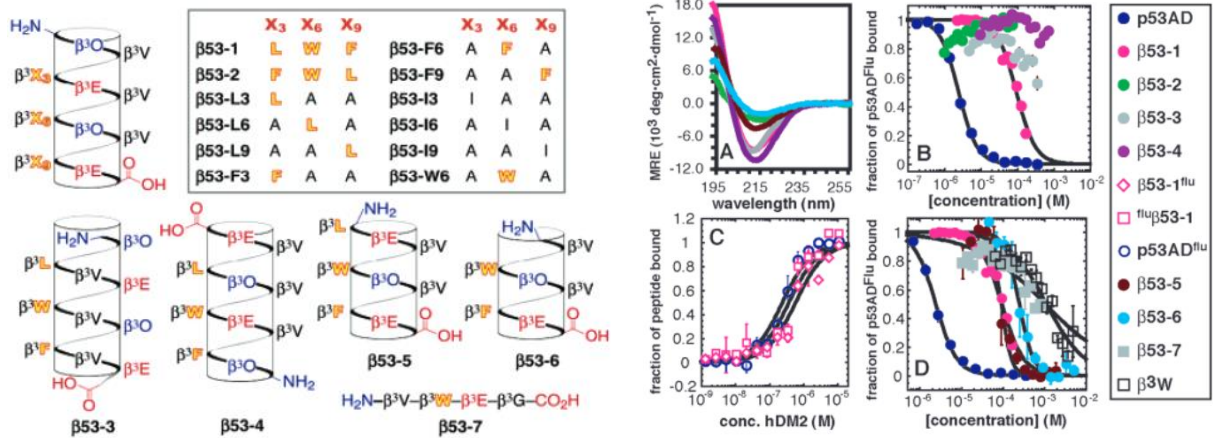 X3 X6 X9 X3 X6 X9
β53-1 L W F β53-F6 A F A
β53-2 F W L β53-F9 A A F
β53-L3 L A A β53-I3 I A A
β53-L6 A L A β53-I6 A I A
β53-L9 A A L β53-I9 A A I
β53-F3 F A A β53-W6 A W A
H2N
β3O
β3V
β3X3
β3E
β3V
β3X6
β3O
β3V
β3X9
β3E
O
OH
H2N
β3O
β3L
β3V
β3E
β3W
β3V
β3O
β3F
β3V
β3E
HO
O
β53-3
O
HO
β3E
β3V
β3L
β3O
β3V
β3W
β3E
β3V
β3F
β3O
NH2
β53-4
NH2
β3L
β3E
β3V
β3W
β3O
β3V
β3F
β3E
O
OH
β53-5
H2N
β3V
β3W
β3O
β3V
β3F
β3E
O
OH
β53-6
H2N–β3V–β3W–β3E–β3G–CO2H
β53-7
MRE (10³ deg·cm²·dmol⁻¹)
18.0
12.0
6.0
0.0
-6.0
-12.0
A
195 215 235 255
wavelength (nm)
fraction of p53AD^Flu bound
1
0.8
0.6
0.4
0.2
0
B
10⁻⁷ 10⁻⁶ 10⁻⁵ 10⁻⁴ 10⁻³ 10⁻²
[concentration] (M)
fraction of peptide bound
1.2
1.0
0.8
0.6
0.4
0.2
0
-0.2
C
10⁻⁹ 10⁻⁸ 10⁻⁷ 10⁻⁶ 10⁻⁵
conc. hDM2 (M)
fraction of p53AD^Flu bound
1
0.8
0.6
0.4
0.2
0
D
10⁻⁶ 10⁻⁵ 10⁻⁴ 10⁻³ 10⁻²
[concentration] (M)
p53AD
β53-1
β53-2
β53-3
β53-4
β53-1^flu
^fluβ53-1
p53AD^flu
β53-5
β53-6
β53-7
β³W